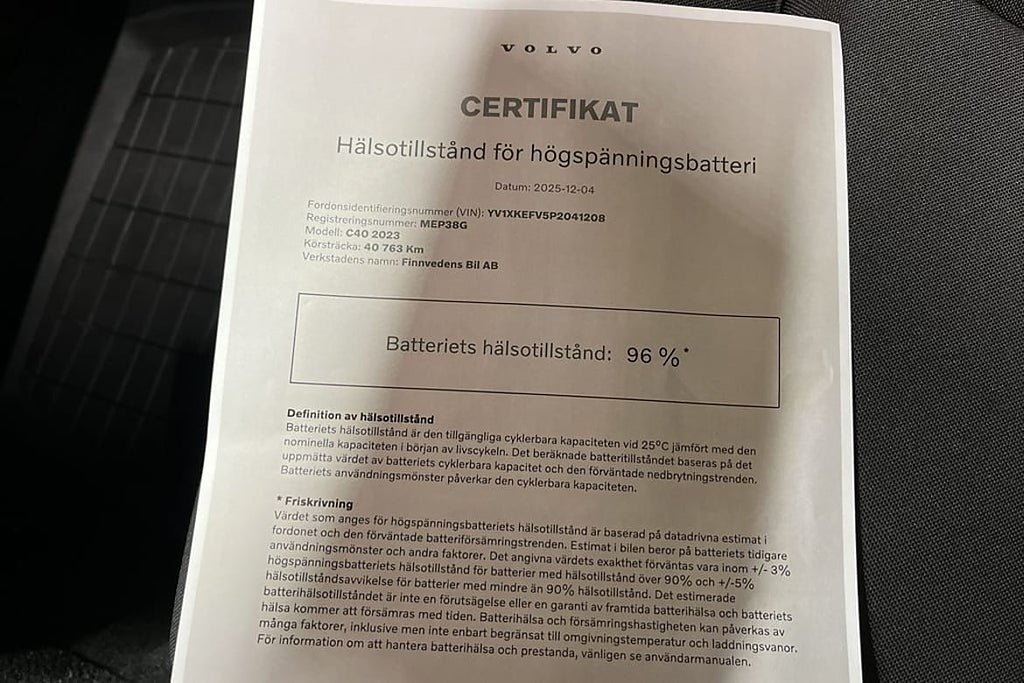 VOLVO
CERTIFIKAT
Hälsotillstånd för högspänningsbatteri
Datum: 2025-12-04
Fordonsidentifieringsnummer (VIN): YV1XKEFV5P2041208
Registreringsnummer: MEP38G
Modell: C40 2023
Körsträcka: 40 763 Km
Verkstadens namn: Finnvedens Bil AB
Batteriets hälsotillstånd: 96 %*
Definition av hälsotillstånd
Batteriets hälsotillstånd är den tillgängliga cyklerbara kapaciteten vid 25°C jämfört med den
nominella kapaciteten i början av livscykeln. Det beräknade batteritillståndet baseras på det
uppmätta värdet av batteriets cyklerbara kapacitet och den förväntade nedbrytningstrenden.
Batteriets användningsmönster påverkar den cyklerbara kapaciteten.
* Friskrivning
Värdet som anges för högspänningsbatteriets hälsotillstånd är baserad på datadrivna estimat i
fordonet och den förväntade batteriförsämringstrenden. Estimat i bilen beror på batteriets tidigare
användningsmönster och andra faktorer. Det angivna värdets exakthet förväntas vara inom +/- 3%
högspänningsbatteriets hälsotillstånd för batterier med hälsotillstånd över 90% och +/-5%
hälsotillståndsavvikelse för batterier med mindre än 90% hälsotillstånd. Det estimerade
batterihälsotillståndet är inte en förutsägelse eller en garanti av framtida batterihälsa och batteriets
hälsa kommer att försämras med tiden. Batterihälsa och försämringshastigheten kan påverkas av
många faktorer, inklusive men inte enbart begränsat till omgivningstemperatur och laddningsvanor.
För information om att hantera batterihälsa och prestanda, vänligen se användarmanualen.